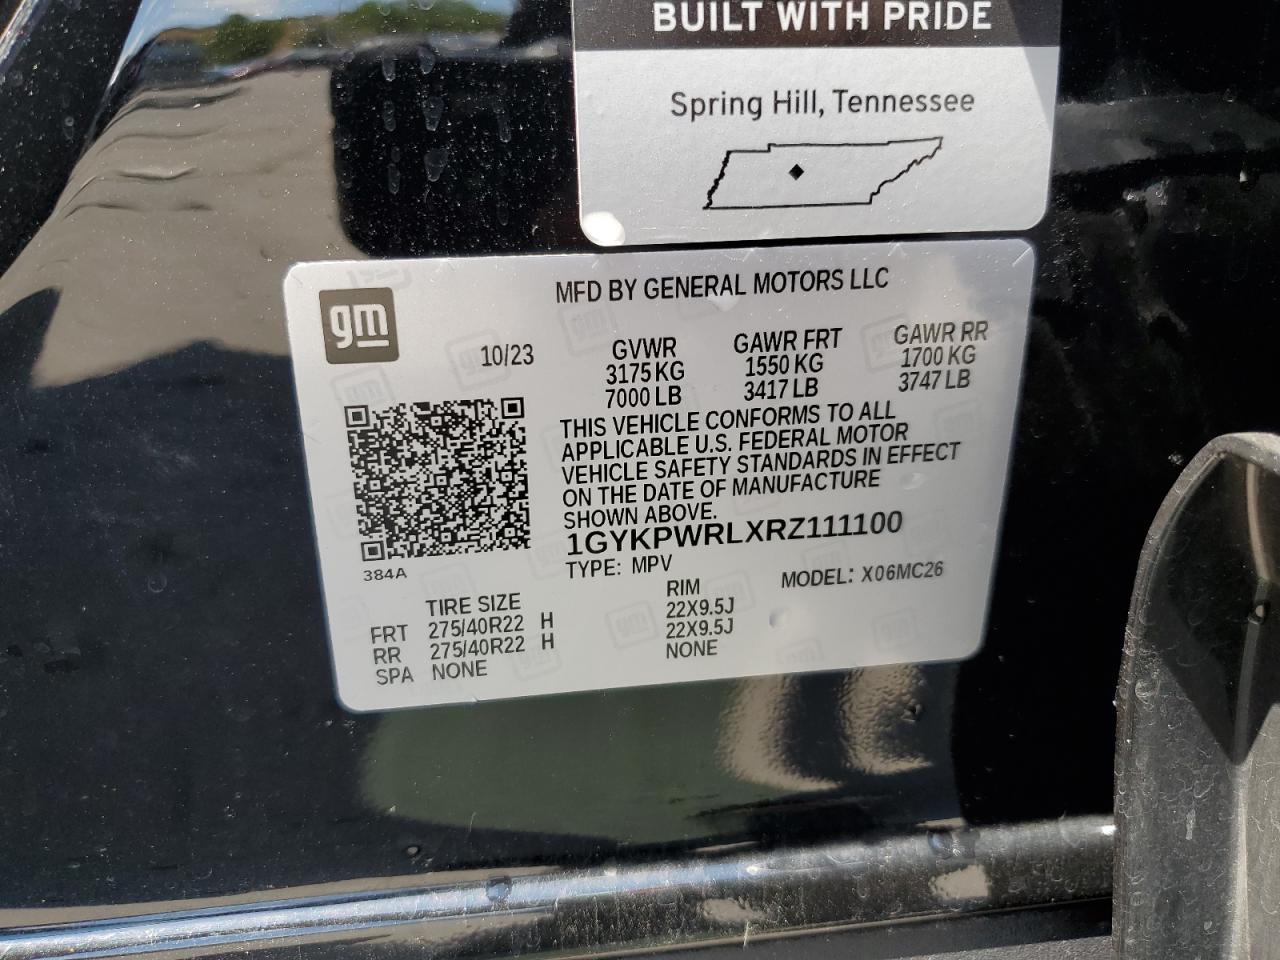 BUILT WITH PRIDE
Spring Hill, Tennessee
gm
MFD BY GENERAL MOTORS LLC
10/23
GVWR GAWR FRT GAWR RR
3175 KG 1550 KG 1700 KG
7000 LB 3417 LB 3747 LB
THIS VEHICLE CONFORMS TO ALL
APPLICABLE U.S. FEDERAL MOTOR
VEHICLE SAFETY STANDARDS IN EFFECT
ON THE DATE OF MANUFACTURE
SHOWN ABOVE.
1GYKPWRLXRZ111100
TYPE: MPV MODEL: X06MC26
384A
TIRE SIZE RIM
FRT 275/40R22 H 22X9.5J
RR 275/40R22 H 22X9.5J
SPA NONE NONE